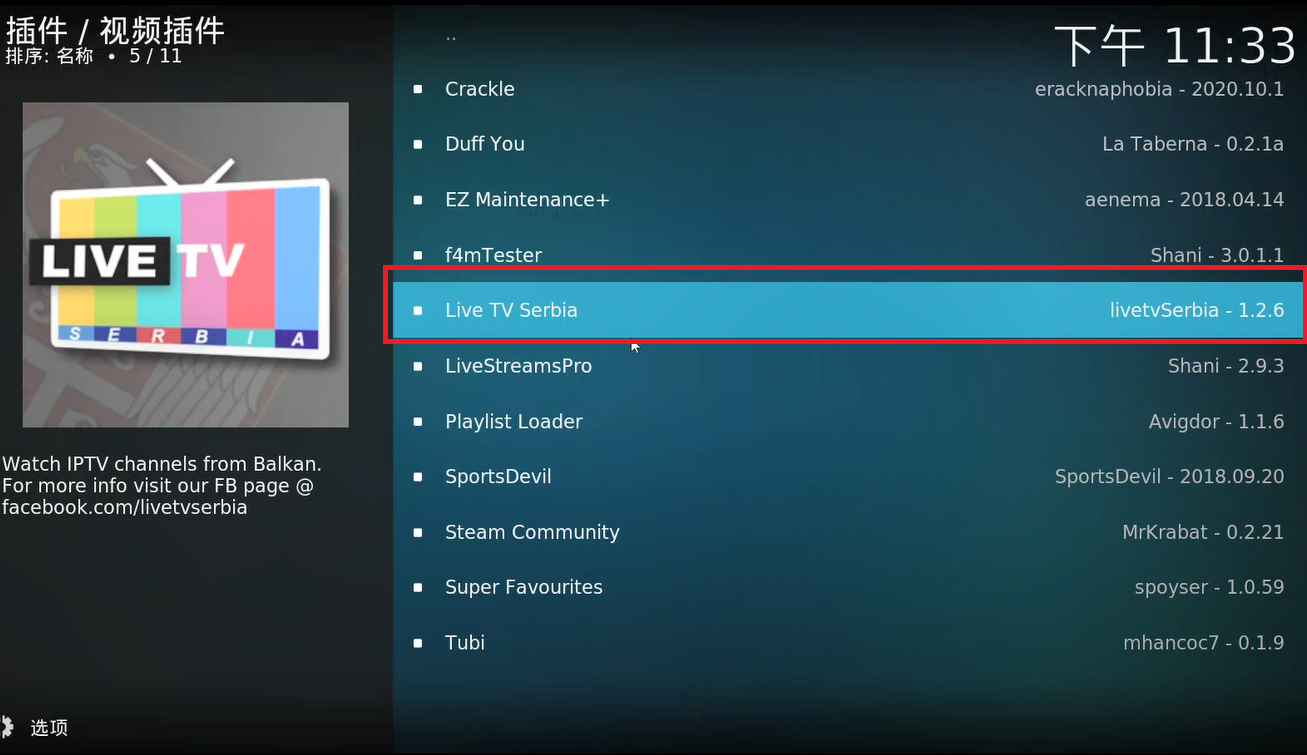 插件 / 视频插件
排序: 名称 • 5 / 11
下午 11:33
LIVE TV
S E R B I A
Watch IPTV channels from Balkan.
For more info visit our FB page @
facebook.com/livetvserbia
..
Crackle eracknaphobia - 2020.10.1
Duff You La Taberna - 0.2.1a
EZ Maintenance+ aenema - 2018.04.14
f4mTester Shani - 3.0.1.1
Live TV Serbia livetvSerbia - 1.2.6
LiveStreamsPro Shani - 2.9.3
Playlist Loader Avigdor - 1.1.6
SportsDevil SportsDevil - 2018.09.20
Steam Community MrKrabat - 0.2.21
Super Favourites spoyser - 1.0.59
Tubi mhancoc7 - 0.1.9
选项